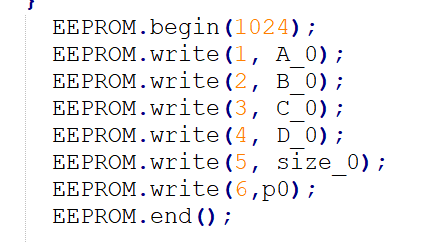 }
EEPROM.begin(1024);
EEPROM.write(1, A_0);
EEPROM.write(2, B_0);
EEPROM.write(3, C_0);
EEPROM.write(4, D_0);
EEPROM.write(5, size_0);
EEPROM.write(6,p0);
EEPROM.end();